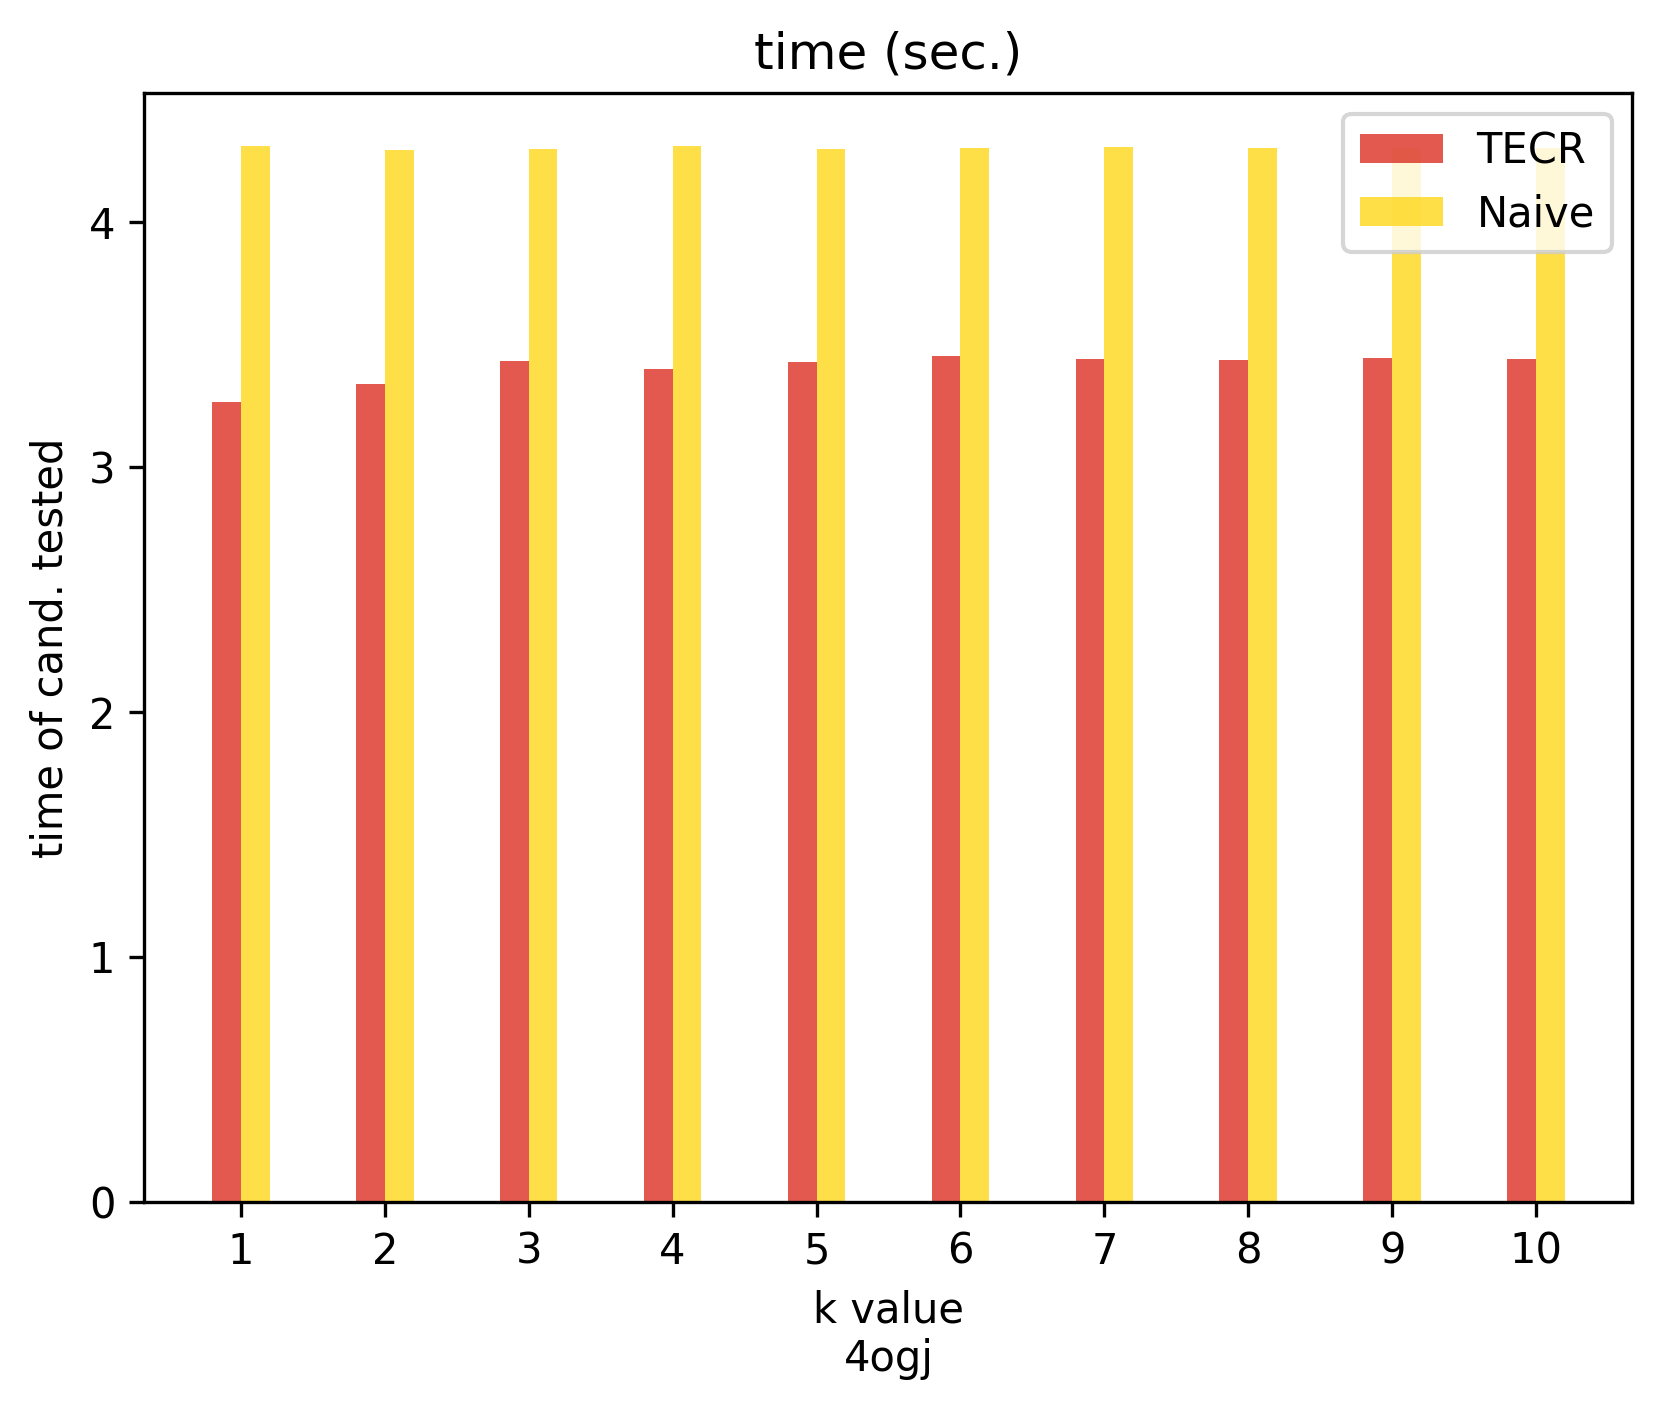 time (sec.)
TECR
Naive
time of cand. tested
4
3
2
1
0
1 2 3 4 5 6 7 8 9 10
k value
4ogj